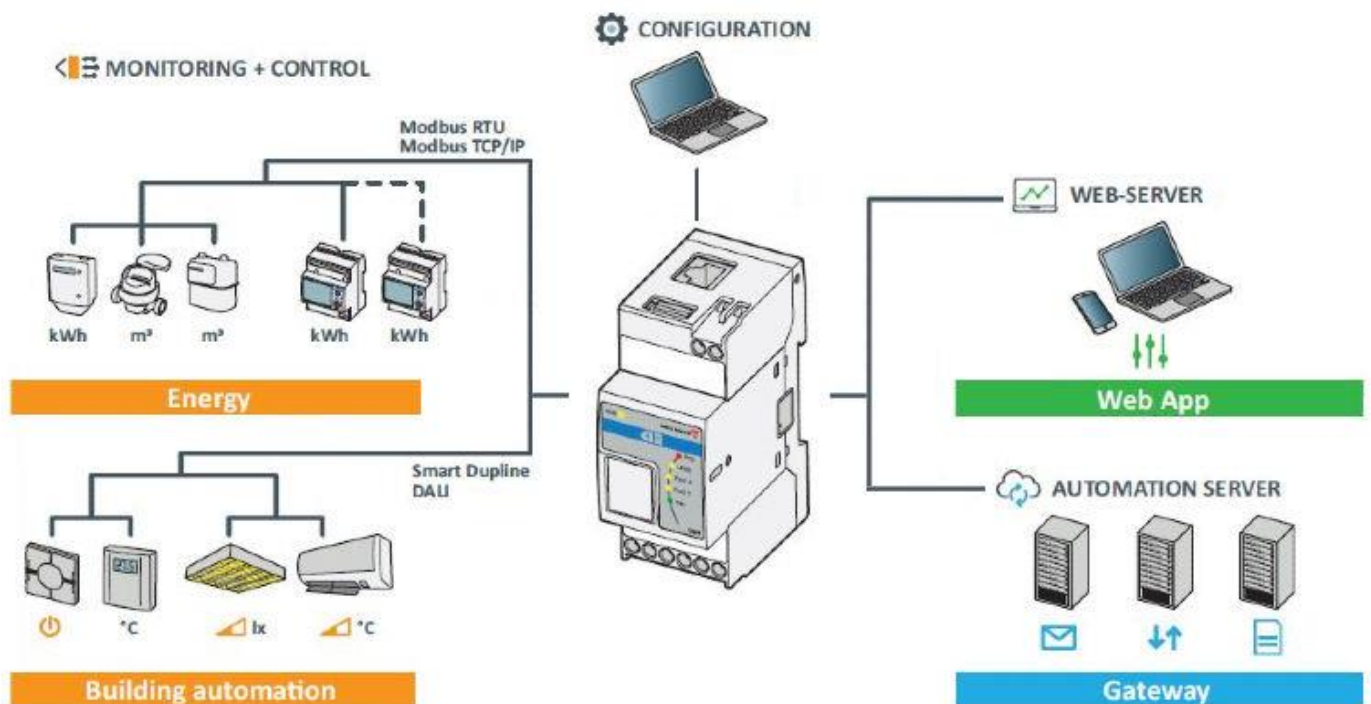 CONFIGURATION
MONITORING + CONTROL
Modbus RTU
Modbus TCP/IP
kWh
m³
m³
kWh
kWh
Energy
Smart Dupline
DALI
°C
lx
°C
Building automation
WEB-SERVER
Web App
AUTOMATION SERVER
Gateway